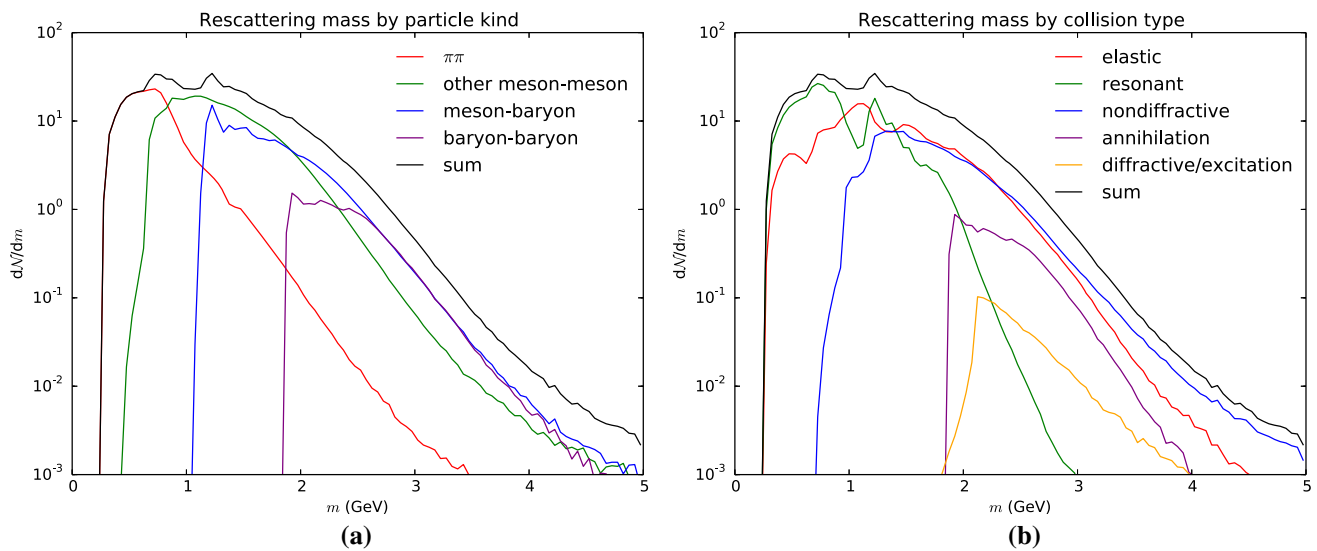 Rescattering mass by particle kind
10^2
10^1
10^0
10^-1
10^-2
10^-3
dN/dm
ππ
other meson-meson
meson-baryon
baryon-baryon
sum
0 1 2 3 4 5
m (GeV)
(a)
Rescattering mass by collision type
10^2
10^1
10^0
10^-1
10^-2
10^-3
dN/dm
elastic
resonant
nondiffractive
annihilation
diffractive/excitation
sum
0 1 2 3 4 5
m (GeV)
(b)